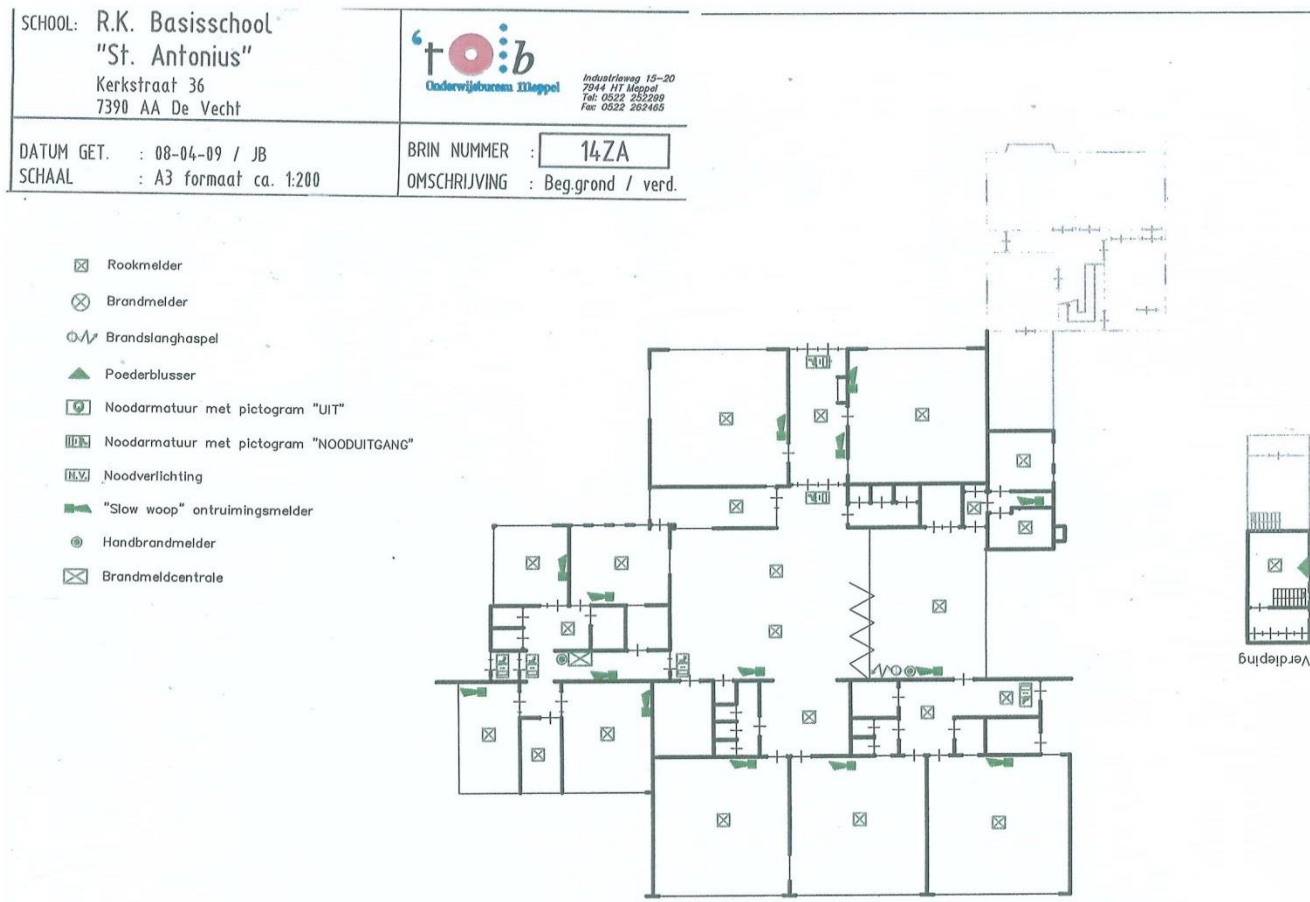 SCHOOL: R.K. Basisschool
"St. Antonius"
Kerkstraat 36
7390 AA De Vecht
't O b
Onderwijsbureau Meppel
Industrieweg 15-20
7944 HT Meppel
Tel: 0522 252299
Fax: 0522 262465
DATUM GET. : 08-04-09 / JB
SCHAAL : A3 formaat ca. 1:200
BRIN NUMMER : 14ZA
OMSCHRIJVING : Beg.grond / verd.
Rookmelder
Brandmelder
Brandslanghaspel
Poederblusser
Noodarmatuur met pictogram "UIT"
Noodarmatuur met pictogram "NOODUITGANG"
N.V. Noodverlichting
"Slow woop" ontruimingsmelder
Handbrandmelder
Brandmeldcentrale
Verdieping